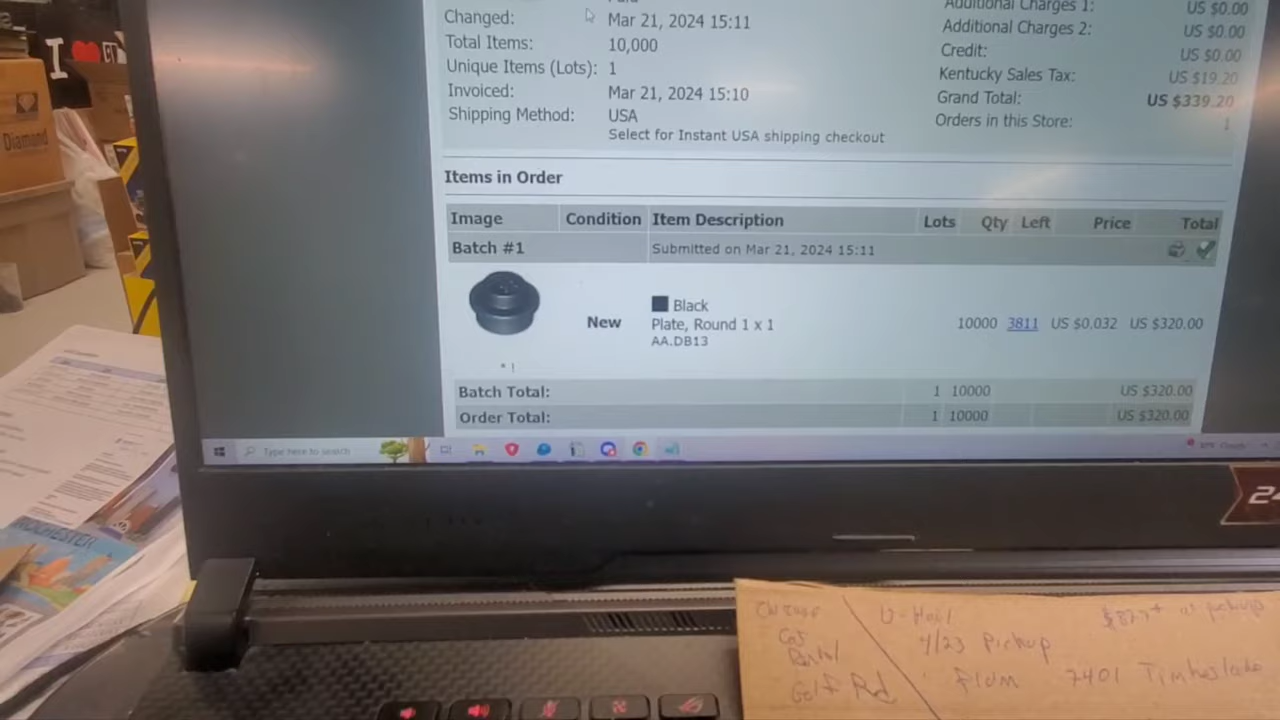 I
Diamond
Changed: Mar 21, 2024 15:11
Total Items: 10,000
Unique Items (Lots): 1
Invoiced: Mar 21, 2024 15:10
Shipping Method: USA
Select for Instant USA shipping checkout
Additional Charges 1: US $0.00
Additional Charges 2: US $0.00
Credit: US $0.00
Kentucky Sales Tax: US $19.20
Grand Total: US $339.20
Orders in this Store: 1
Items in Order
Image Condition Item Description Lots Qty Left Price Total
Batch #1 Submitted on Mar 21, 2024 15:11
New
Black
Plate, Round 1 x 1
AA.DB13
10000 3811 US $0.032 US $320.00
* !
Batch Total: 1 10000 US $320.00
Order Total: 1 10000 US $320.00
Type here to search
ROCHESTER
U-Haul
4/23 Pickup
Golf Rd
7401